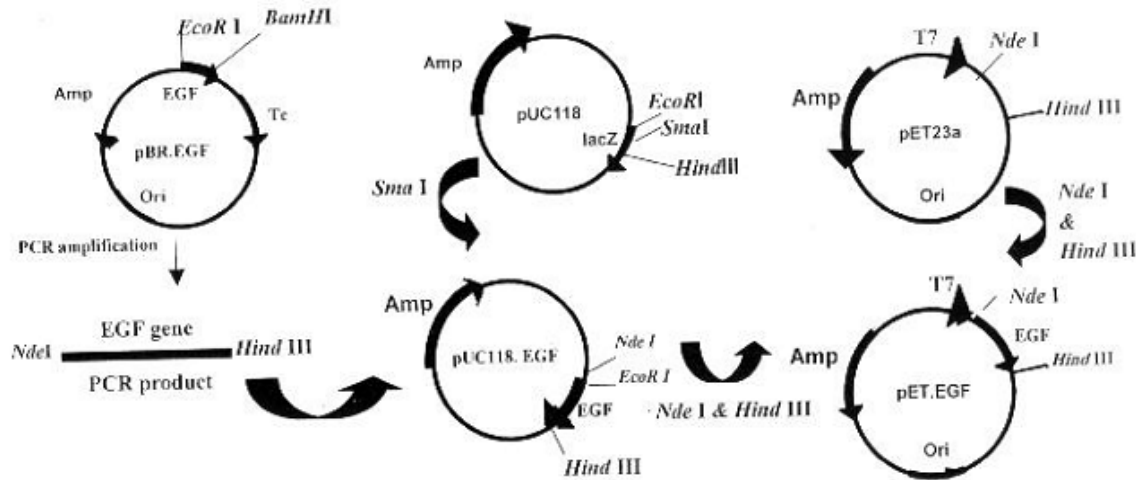 EcoR I
BamHI
Amp
EGF
Tc
pBR.EGF
Ori
PCR amplification
EGF gene
NdeI
Hind III
PCR product
Amp
pUC118
EcoRI
SmaI
lacZ
HindIII
Sma I
Amp
pUC118. EGF
Nde I
EcoR I
EGF
Hind III
Nde I & Hind III
T7
Nde I
Amp
Hind III
pET23a
Ori
Nde I
&
Hind III
T7
Nde I
EGF
Amp
Hind III
pET.EGF
Ori